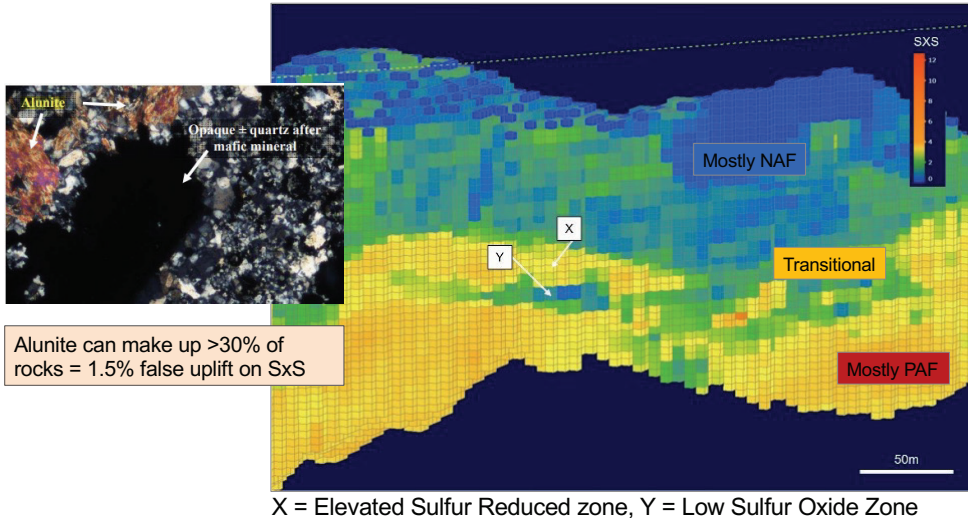 Alunite
Opaque ± quartz after
mafic mineral
Alunite can make up >30% of
rocks = 1.5% false uplift on SxS
SXS
12
10
8
6
4
2
0
Mostly NAF
X
Y
Transitional
Mostly PAF
50m
X = Elevated Sulfur Reduced zone, Y = Low Sulfur Oxide Zone